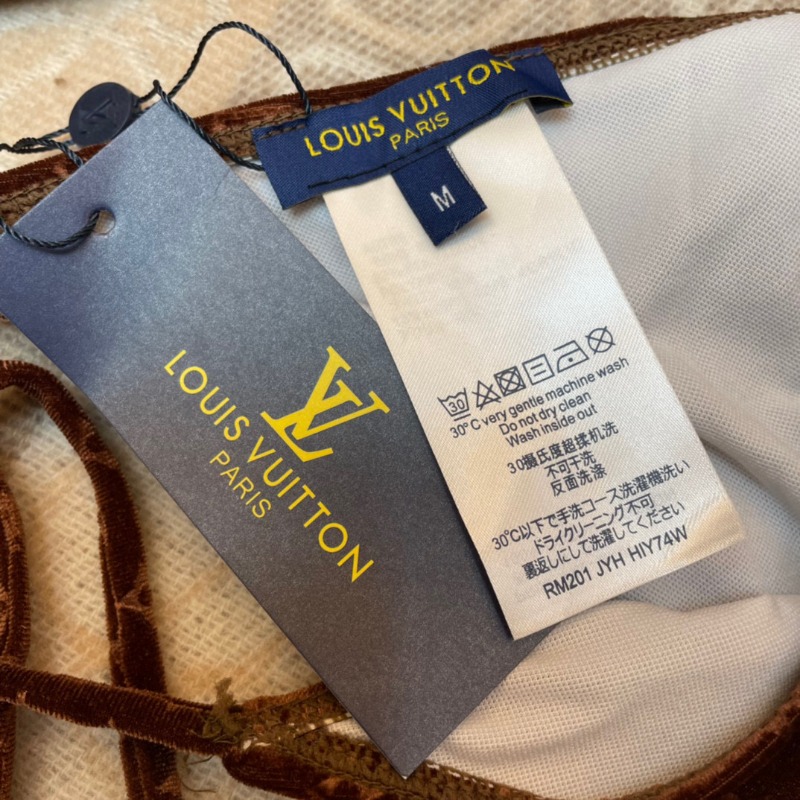 LOUIS VUITTON
PARIS
M
LV
LOUIS VUITTON
PARIS
30
30°C very gentle machine wash
Do not dry clean
Wash inside out
30攝氏度超揉机洗
不可干洗
反面洗涤
30℃以下で手洗コース洗濯機洗い
ドライクリーニング不可
裏返しにして洗濯してください
RM201 JYH HIY74W